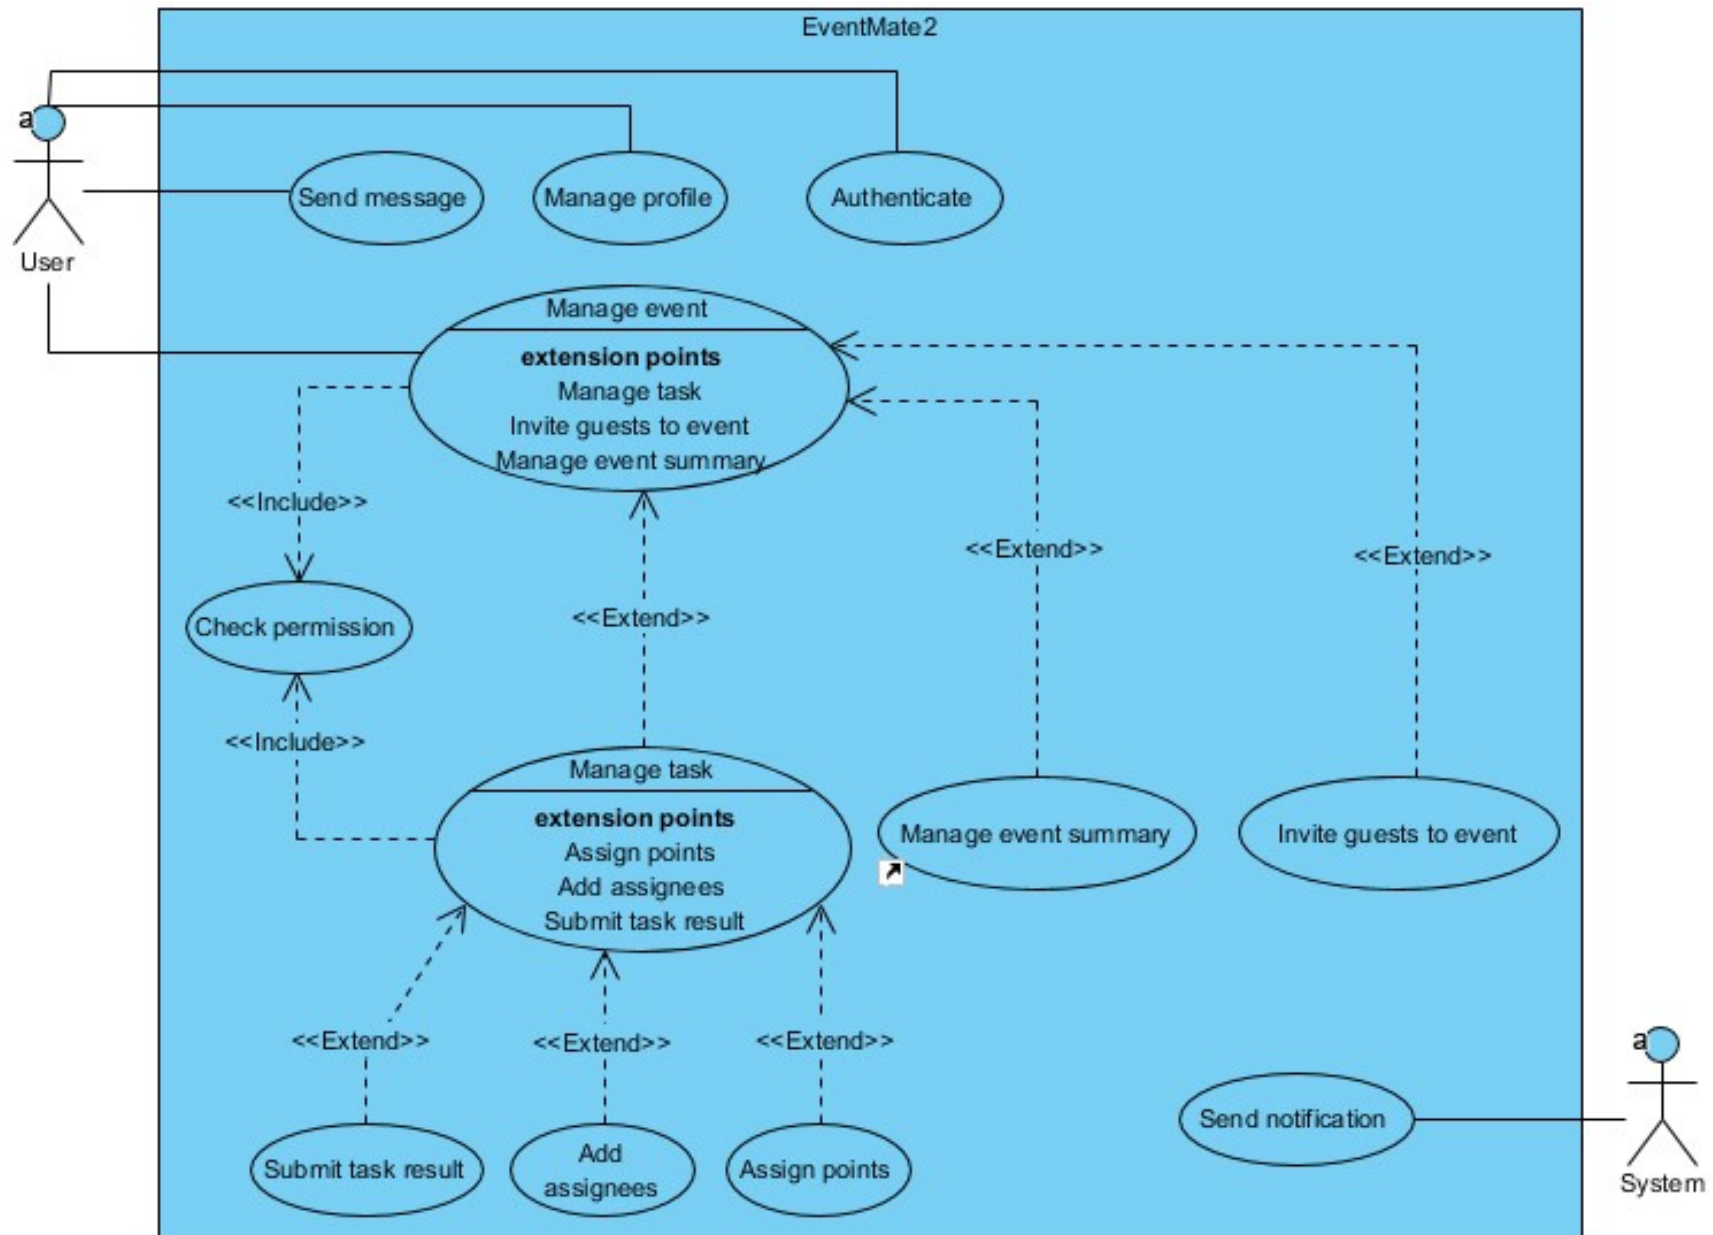 EventMate2
a
Send message
Manage profile
Authenticate
User
Manage event
extension points
Manage task
Invite guests to event
Manage event summary
<<Include>>
<<Extend>>
<<Extend>>
<<Extend>>
Check permission
<<Include>>
Manage task
extension points
Assign points
Add assignees
Submit task result
Manage event summary
Invite guests to event
<<Extend>>
<<Extend>>
<<Extend>>
a
Send notification
Submit task result
Add
assignees
Assign points
System